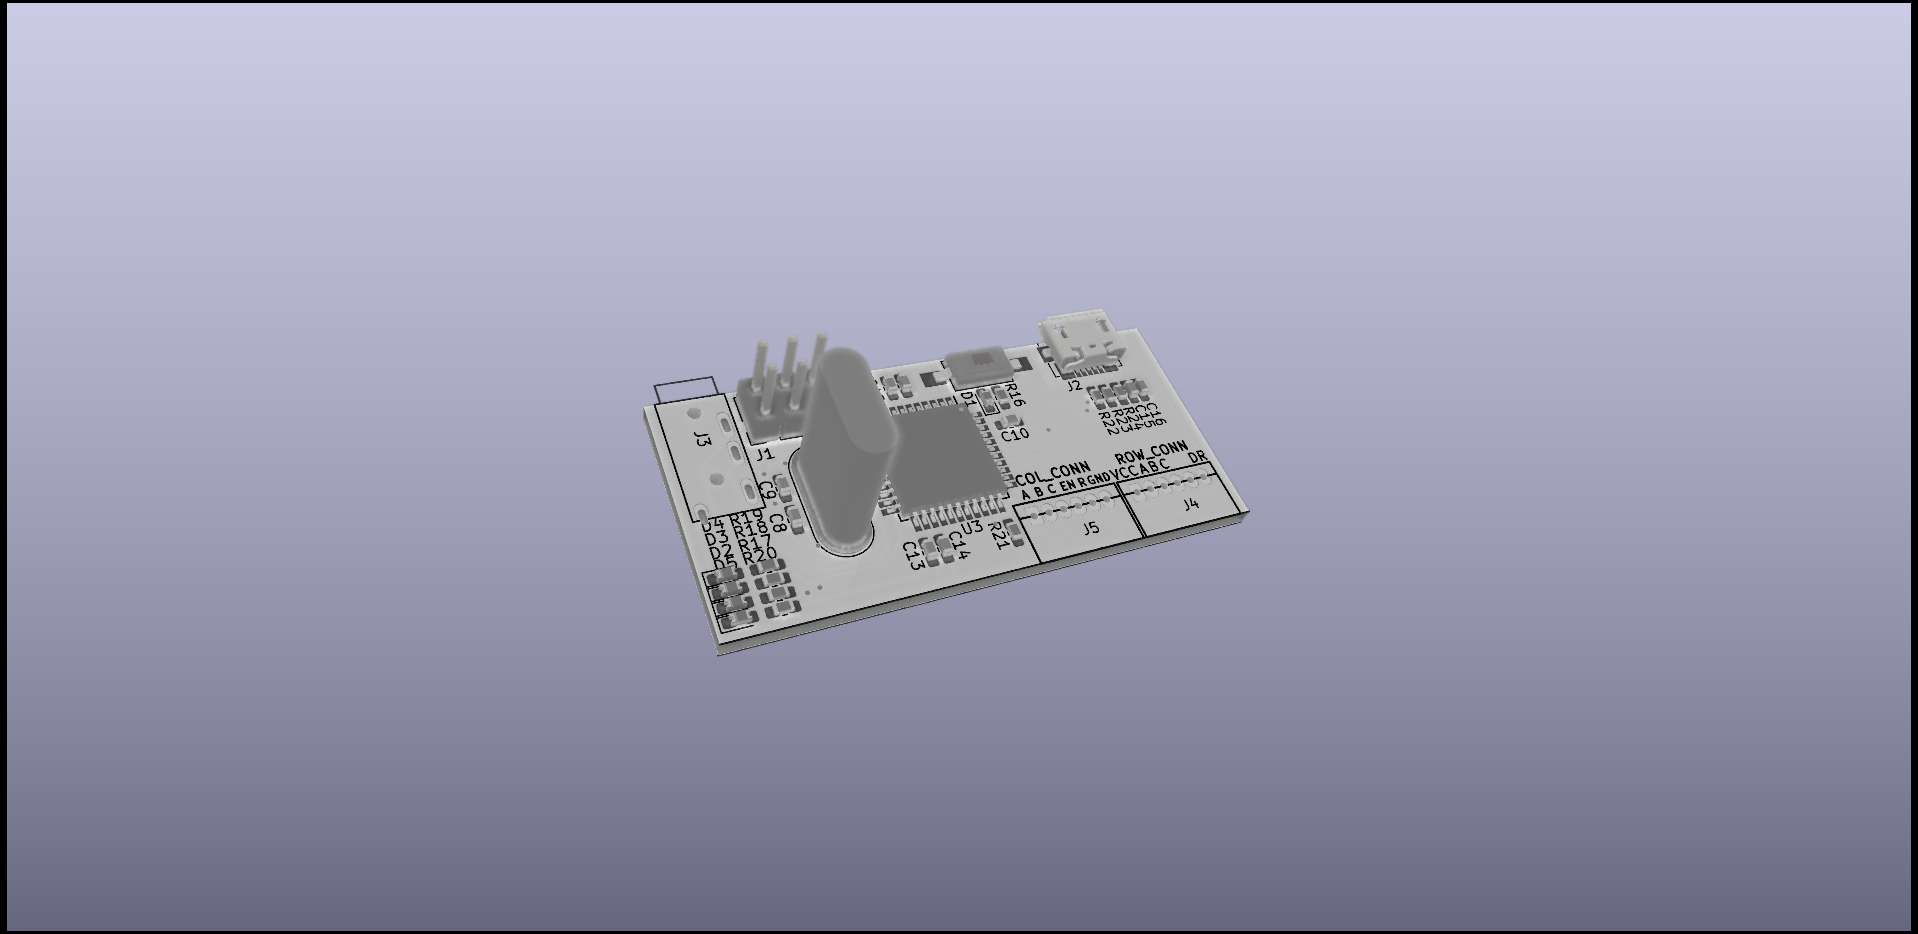 J3
J1
C9
C8
D4 R19
D3 R18
D2 R17
D5 R20
D1
R16
C10
J2
R22
R23
C14
C15
C16
COL_CONN
A B C EN R GND
ROW_CONN
VCC A B C DR
J5
J4
U3
R21
C13
C14